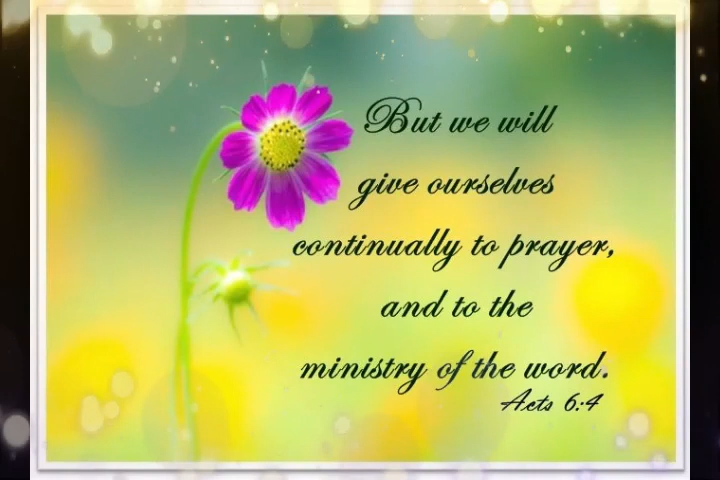 But we will
give ourselves
continually to prayer,
and to the
ministry of the word.
Acts 6:4